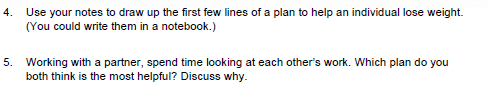 4. Use your notes to draw up the first few lines of a plan to help an individual lose weight.
(You could write them in a notebook.)
5. Working with a partner, spend time looking at each other's work. Which plan do you
both think is the most helpful? Discuss why.